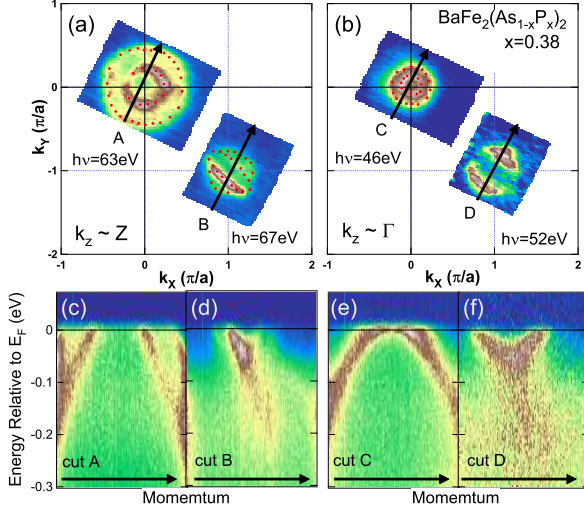 (a)
(b)
BaFe2(As1-xPx)2
x=0.38
1
0
-1
-2
kY (π/a)
A
hν=63eV
B
kz ~ Z
hν=67eV
C
hν=46eV
D
kz ~ Γ
hν=52eV
-1 0 1 2
-1 0 1 2
kX (π/a)
kX (π/a)
(c)
(d)
(e)
(f)
Energy Relative to EF (eV)
0
-0.1
-0.2
-0.3
cut A
cut B
cut C
cut D
Momemtum
Momentum